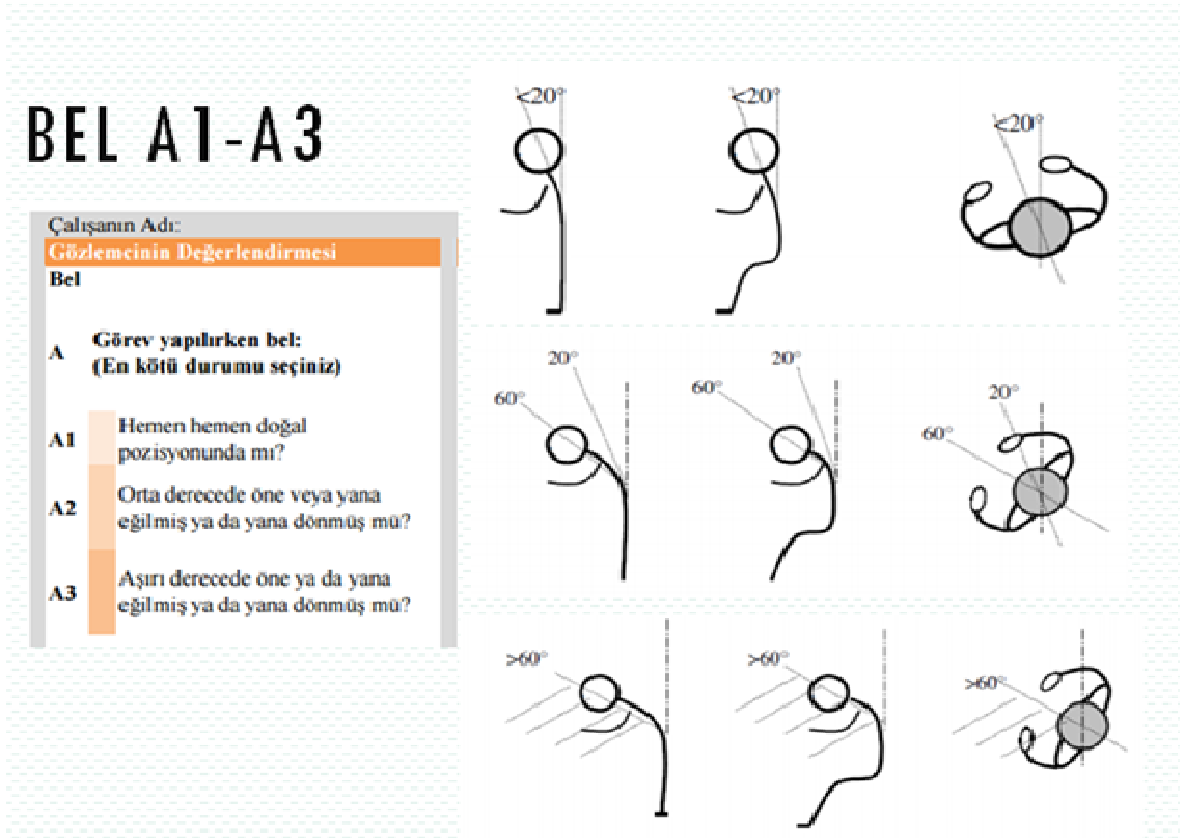 BEL A1-A3
Çalışanın Adı:
Gözlemcinin Değerlendirmesi
Bel
A
Görev yapılırken bel:
(En kötü durumu seçiniz)
A1
Hemen hemen doğal
pozisyonunda mı?
A2
Orta derecede öne veya yana
eğilmiş ya da yana dönmüş mü?
A3
Aşırı derecede öne ya da yana
eğilmiş ya da yana dönmüş mü?
<20°
<20°
<20°
20°
60°
20°
60°
20°
60°
>60°
>60°
>60°